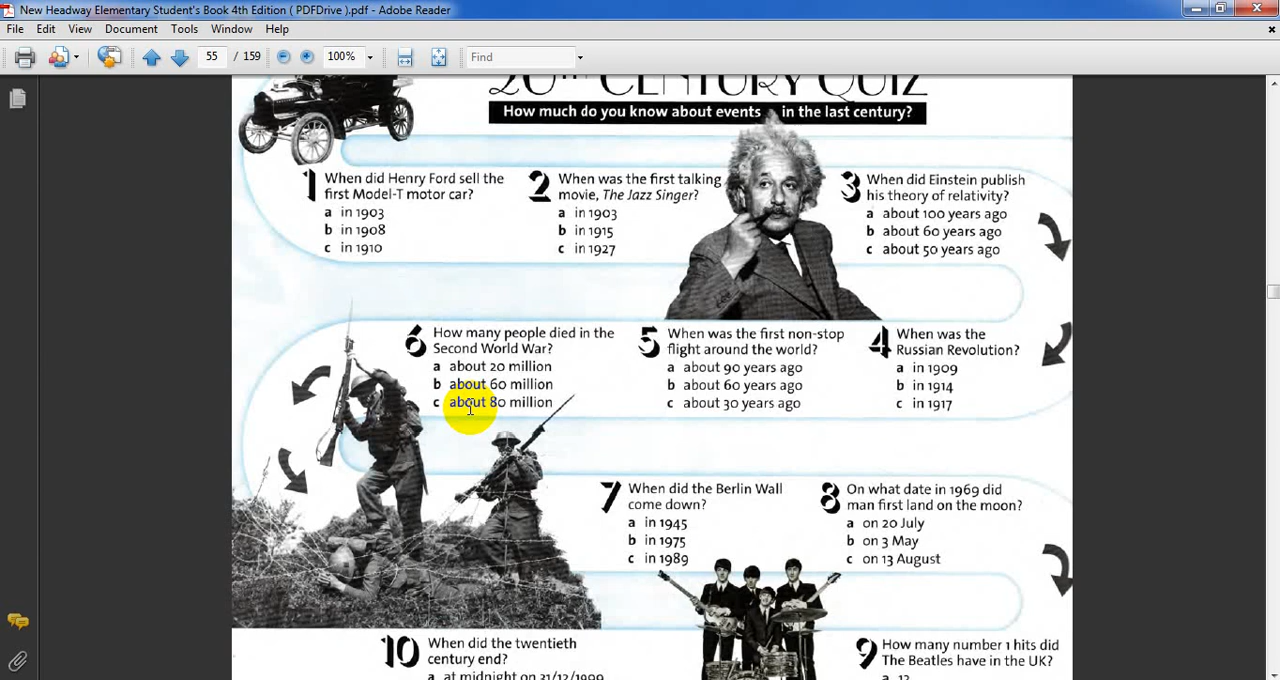 New Headway Elementary Student's Book 4th Edition ( PDFDrive ).pdf - Adobe Reader
File Edit View Document Tools Window Help
55 / 159 100% Find
20TH CENTURY QUIZ
How much do you know about events in the last century?
1 When did Henry Ford sell the
first Model-T motor car?
a in 1903
b in 1908
c in 1910
2 When was the first talking
movie, The Jazz Singer?
a in 1903
b in 1915
c in 1927
3 When did Einstein publish
his theory of relativity?
a about 100 years ago
b about 60 years ago
c about 50 years ago
4 When was the
Russian Revolution?
a in 1909
b in 1914
c in 1917
5 When was the first non-stop
flight around the world?
a about 90 years ago
b about 60 years ago
c about 30 years ago
6 How many people died in the
Second World War?
a about 20 million
b about 60 million
c about 80 million
7 When did the Berlin Wall
come down?
a in 1945
b in 1975
c in 1989
8 On what date in 1969 did
man first land on the moon?
a on 20 July
b on 3 May
c on 13 August
9 How many number 1 hits did
The Beatles have in the UK?
a 12
10 When did the twentieth
century end?
a at midnight on 31/12/1999